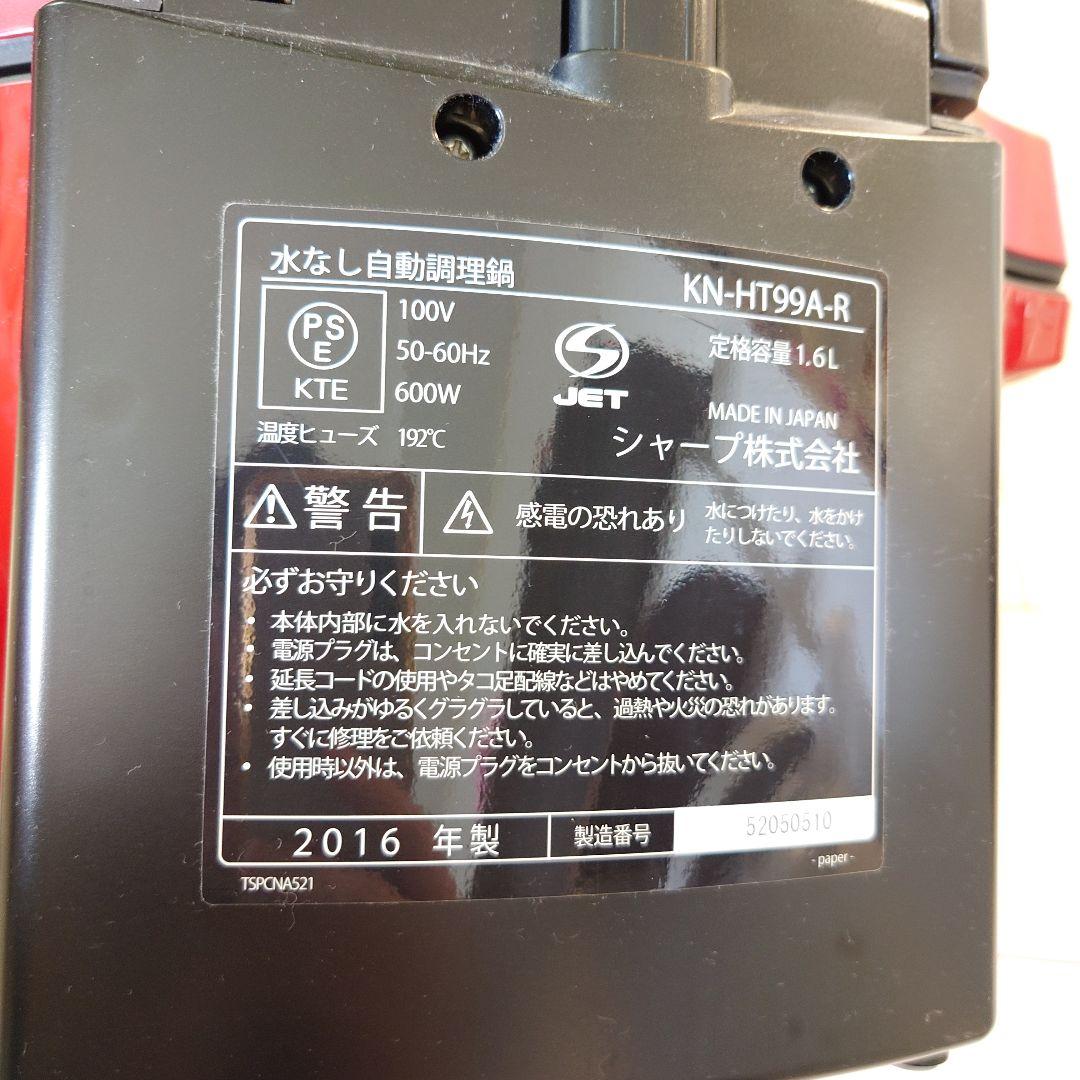 水なし自動調理鍋
KN-HT99A-R
PS
E
KTE
100V
50-60Hz
600W
JET
定格容量1.6L
MADE IN JAPAN
温度ヒューズ 192℃
シャープ株式会社
警告
感電の恐れあり
水につけたり、水をかけ
たりしないでください。
必ずお守りください
・ 本体内部に水を入れないでください。
・ 電源プラグは、コンセントに確実に差し込んでください。
・ 延長コードの使用やタコ足配線などはやめてください。
・ 差し込みがゆるくグラグラしていると、過熱や火災の恐れがあります。
すぐに修理をご依頼ください。
・ 使用時以外は、電源プラグをコンセントから抜いてください。
2016 年製
製造番号
52050510
- paper -
TSPCNA521